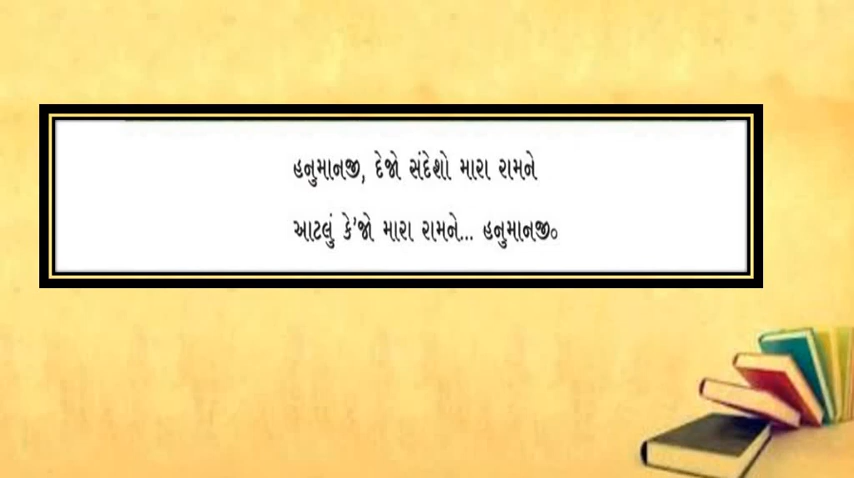 હનુમાનજી, દેજો સંદેશો મારા રામને
આટલું કે'જો મારા રામને... હનુમાનજી૦